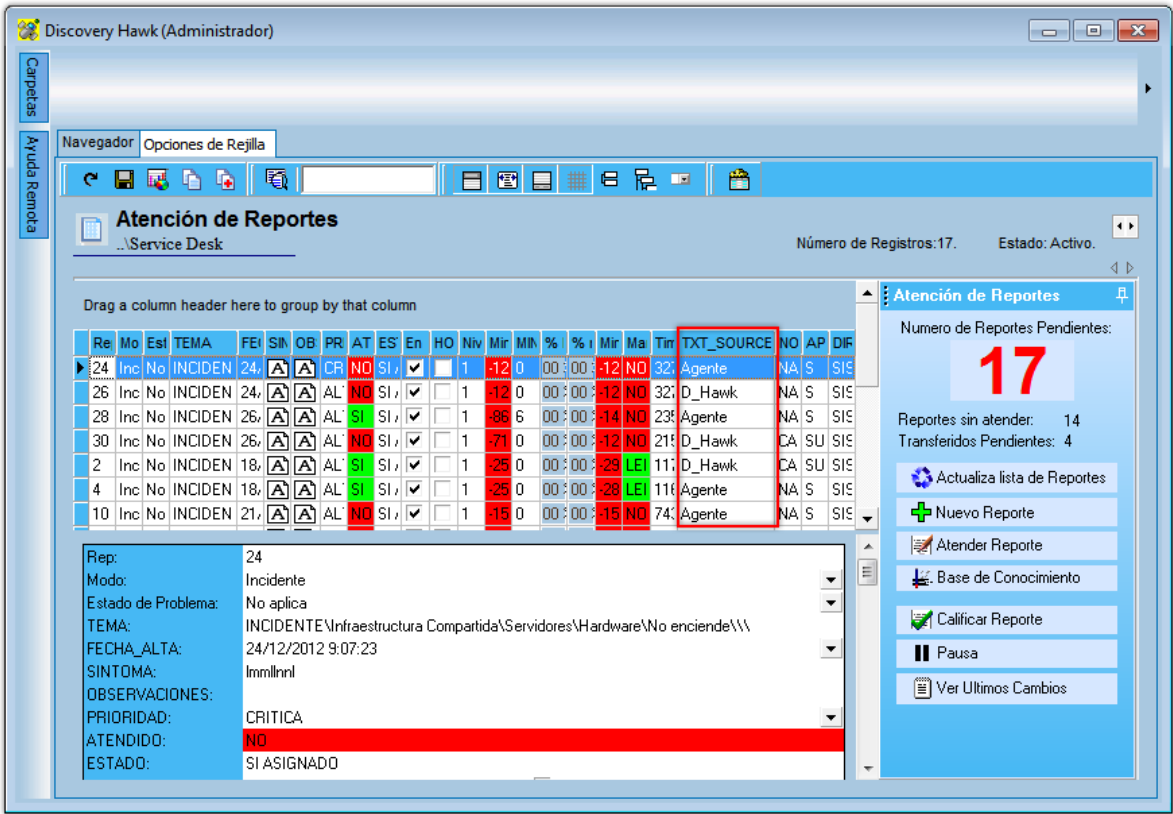 Discovery Hawk (Administrador)
Carpetas
Ayuda Remota
Navegador Opciones de Rejilla
Atención de Reportes
..\Service Desk
Número de Registros:17. Estado: Activo.
Drag a column header here to group by that column
Re Mo Est TEMA SIN OB PR AT ES En HO Niv Mir MIN % % Mir Ma Tim TXT_SOURCE NO AP DIR
24 Inc No INCIDEN 24, A A CR NO SI 1 -12 0 00 00 -12 NO 32 Agente NA S SIS
26 Inc No INCIDEN 24, A A AL NO SI 1 -12 0 00 00 -12 NO 32 D_Hawk NA S SIS
28 Inc No INCIDEN 26, A A AL SI SI 1 -86 6 00 00 -14 NO 23 Agente NA S SIS
30 Inc No INCIDEN 26, A A AL NO SI 1 -71 0 00 00 -12 NO 21 D_Hawk CA SU SIS
2 Inc No INCIDEN 18, A A AL SI SI 1 -25 0 00 00 -29 LEI 11 D_Hawk CA SU SIS
4 Inc No INCIDEN 18, A A AL SI SI 1 -25 0 00 00 -28 LEI 11 Agente NA S SIS
10 Inc No INCIDEN 21, A A AL NO SI 1 -15 0 00 00 -15 NO 74 Agente NA S SIS
Rep: 24
Modo: Incidente
Estado de Problema: No aplica
TEMA: INCIDENTE\Infraestructura Compartida\Servidores\Hardware\No enciende\\\
FECHA_ALTA: 24/12/2012 9:07:23
SINTOMA:
OBSERVACIONES:
PRIORIDAD: CRITICA
ATENDIDO: NO
ESTADO: SI ASIGNADO
Atención de Reportes
Numero de Reportes Pendientes:
17
Reportes sin atender: 14
Transferidos Pendientes: 4
Actualiza lista de Reportes
Nuevo Reporte
Atender Reporte
Base de Conocimiento
Calificar Reporte
Pausa
Ver Ultimos Cambios